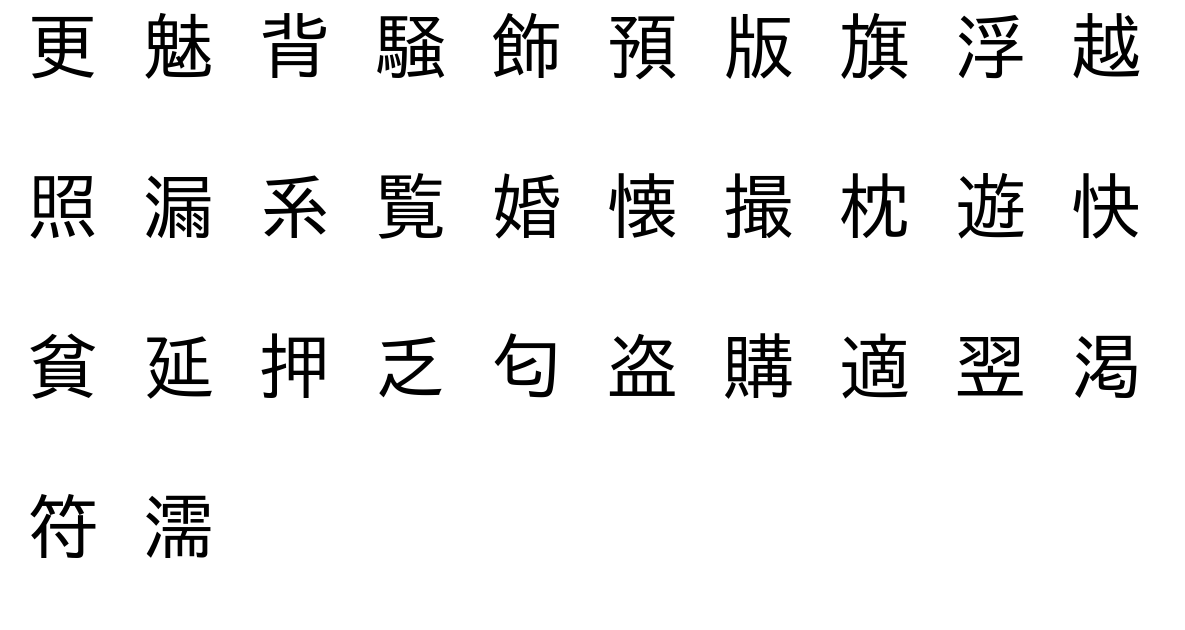 更魅背騒飾預版旗浮越
照漏糸覧婚懐撮枕遊快
貧延押乏匂盗購適翌渇
符濡